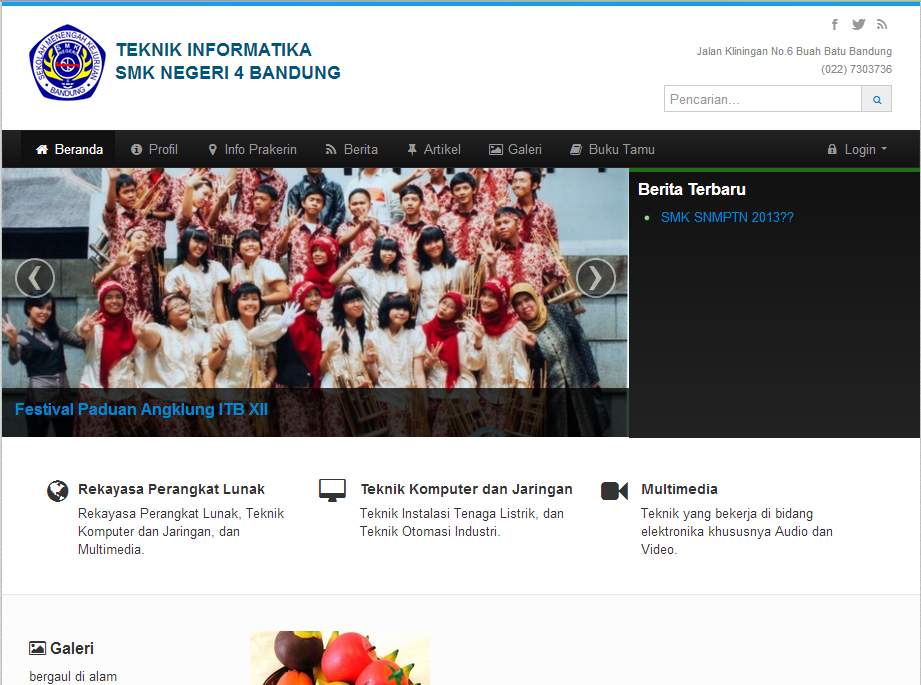 SEKOLAH MENENGAH KEJURUAN
BANDUNG
TEKNIK INFORMATIKA
SMK NEGERI 4 BANDUNG
Jalan Kliningan No.6 Buah Batu Bandung
(022) 7303736
Pencarian...
Beranda
Profil
Info Prakerin
Berita
Artikel
Galeri
Buku Tamu
Login
Berita Terbaru
SMK SNMPTN 2013??
Festival Paduan Angklung ITB XII
Rekayasa Perangkat Lunak
Rekayasa Perangkat Lunak, Teknik
Komputer dan Jaringan, dan
Multimedia.
Teknik Komputer dan Jaringan
Teknik Instalasi Tenaga Listrik, dan
Teknik Otomasi Industri.
Multimedia
Teknik yang bekerja di bidang
elektronika khususnya Audio dan
Video.
Galeri
bergaul di alam